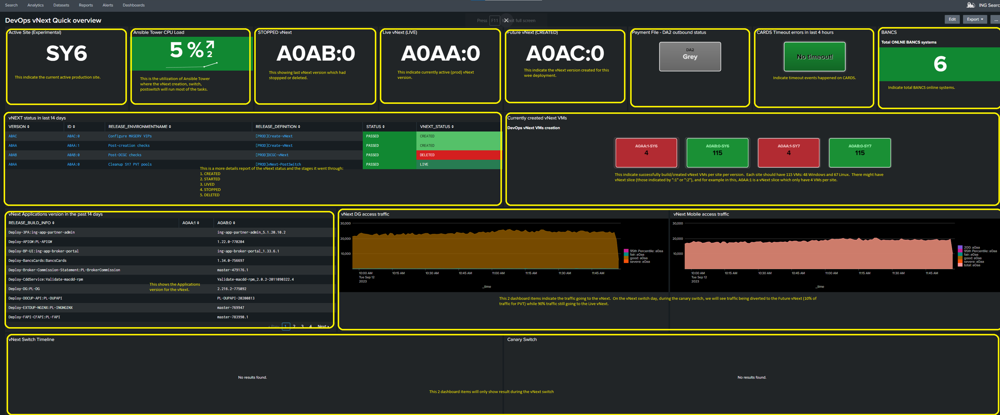 Search Analytics Datasets Reports Alerts Dashboards
ING Searc
DevOps vNext Quick overview
Press F11 to exit full screen
Edit Export ...
Active Site (Experimental)
SY6
This indicate the current active production site.
Ansible Tower CPU Load
5 % 2
This is the utilization of Ansible Tower
where the vNext creation, switch,
postswitch will run most of the tasks.
STOPPED vNext
A0AB:0
This showing last vNext version which had
stoppped or deleted.
Live vNext (LIVE)
A0AA:0
This indicate currently active (prod) vNext
version.
Future vNext (CREATED)
A0AC:0
This indicate the vNext version created for this
wee deployment.
Payment File - DA2 outbound status
DA2
Grey
CARDS Timeout errors in last 4 hours
No timeout!
Indicate timeout events happened on CARDS.
BANCS
Total ONLNE BANCS systems
6
Indicate total BANCS online systems.
vNEXT status in last 14 days
VERSION ID RELEASE_ENVIRONMENTNAME RELEASE_DEFINITION STATUS VNEXT_STATUS
A0AC A0AC:0 Configure MASERV VIPs [PROD]Create-vNext PASSED CREATED
A0AA A0AA:1 Post-creation checks [PROD]Create-vNext PASSED CREATED
A0AB A0AB:0 Post-DCGC checks [PROD]DCGC-vNext PASSED DELETED
A0AA A0AA:0 Cleanup SY7 PVT pools [PROD]vNext-PostSwitch PASSED LIVE
This is a more details report of the vNext status and the stages it went through:
1. CREATED
2. STARTED
3. LIVED
4. STOPPED
5. DELETED
Currently created vNext VMs
DevOps vNext VMs creation
A0AA:1-SY6 A0AB:0-SY6 A0AA:1-SY7 A0AB:0-SY7
4 115 4 115
This indicate successfully build/created vNext VMs per site per version. Each site should have 115 VMs: 48 Windows and 67 Linux. There might have
vNext slice (those indicated by ":1" or ":2"), and for example in this, A0AA:1 is a vNext slice which only have 4 VMs per site.
vNext Applications version in the past 14 days
RELEASE_BUILD_INFO A0AA:1 A0AB:0
Deploy-3PA:ing-app-partner-admin ing-app-partner-admin_5.1.20.10.2
Deploy-APIGW:PL-APIGW 1.22.0-770204
Deploy-BP-UI:ing-app-broker-portal ing-app-broker-portal_1.33.6.1
Deploy-BancsCards:BancsCards 1.34.0-756697
Deploy-Broker-Commission-Statement:PL-BrokerCommission master-479176.1
Deploy-CddService:Validate-macdd-rpm Validate-macdd-rpm_2.0.2-2011090322.4
Deploy-DG:PL-DG 2.216.2-775092
Deploy-DOCUP-API:PL-DUPAPI PL-DUPAPI-20200813
Deploy-EXTDUP-NGINX:PL-INGNGINX master-769947
Deploy-FAPI-CFAPI:PL-FAPI master-783990.1
This shows the Applications
version for the vNext.
« Prev 1 2 3 4 Next »
vNext DG access traffic
30,000
20,000
10,000
10:00 AM 10:15 AM 10:30 AM 10:45 AM 11:00 AM 11:15 AM 11:30 AM 11:45 AM
Tue Sep 12
2023
_time
95th Percentile: a0aa
fair: a0aa
good: a0aa
severe: a0aa
vNext Mobile access traffic
30,000
20,000
10,000
10:00 AM 10:15 AM 10:30 AM 10:45 AM 11:00 AM 11:15 AM 11:30 AM 11:45 AM
Tue Sep 12
2023
_time
200: a0aa
95th Percentile: a0aa
fair: a0aa
good: a0aa
severe: a0aa
total: a0aa
This 2 dashboard items indicate the traffic going to the vNext. On the vNext switch day, during the canary switch, we will see traffic being diverted to the Future vNext (10% of
traffic for PVT) while 90% traffic still going to the Live vNext.
vNext Switch Timeline
No results found.
Canary Switch
No results found.
This 2 dashboard items will only show result during the vNext switch